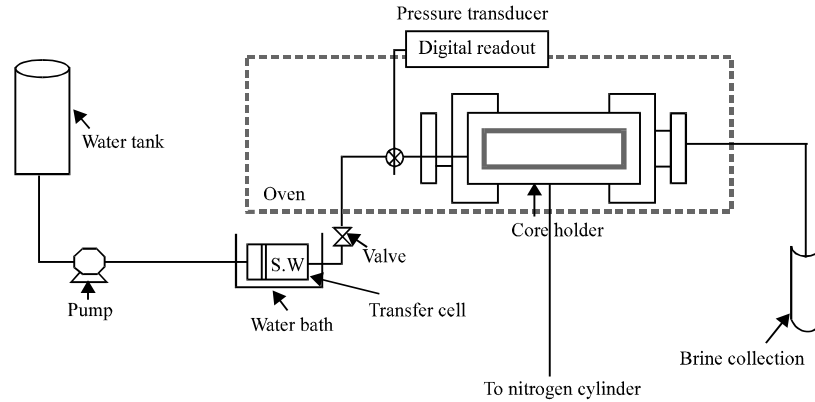 Pressure transducer
Digital readout
Water tank
Oven
Core holder
Valve
S.W
Transfer cell
Pump
Water bath
Brine collection
To nitrogen cylinder